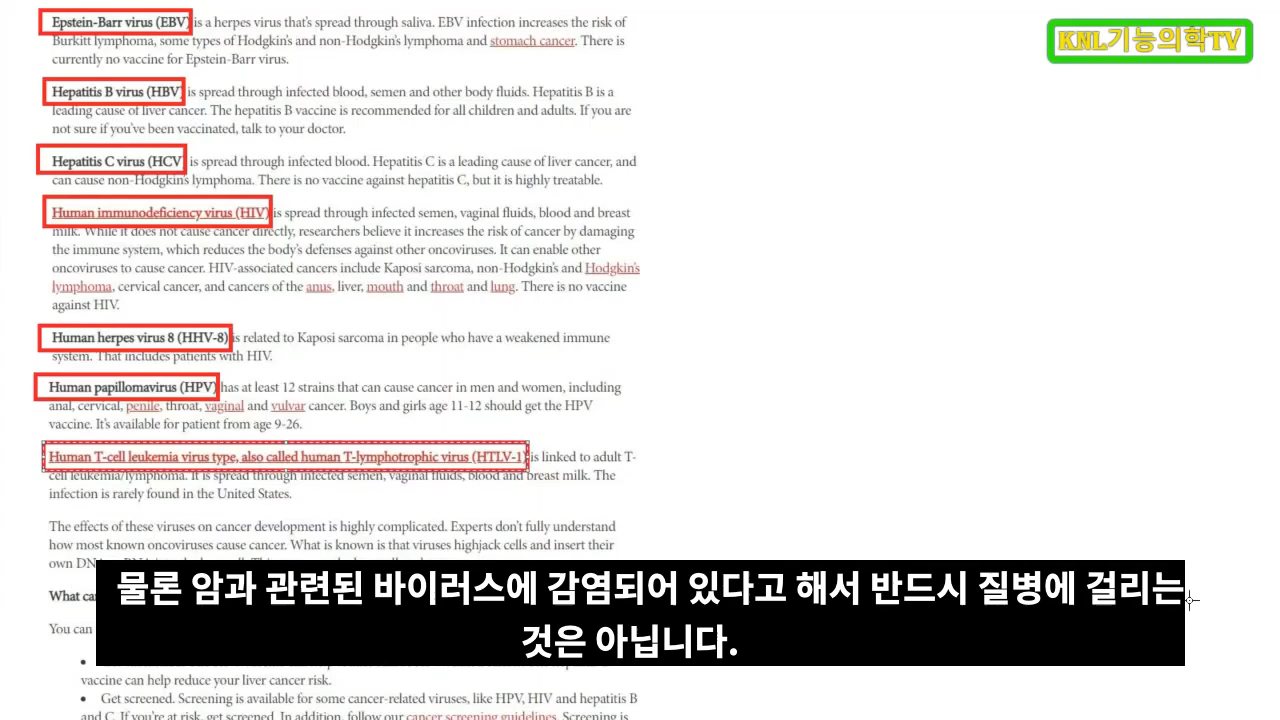 Epstein-Barr virus (EBV) is a herpes virus that's spread through saliva. EBV infection increases the risk of
Burkitt lymphoma, some types of Hodgkin's and non-Hodgkin's lymphoma and stomach cancer. There is
currently no vaccine for Epstein-Barr virus.
KNL기능의학TV
Hepatitis B virus (HBV) is spread through infected blood, semen and other body fluids. Hepatitis B is a
leading cause of liver cancer. The hepatitis B vaccine is recommended for all children and adults. If you are
not sure if you've been vaccinated, talk to your doctor.
Hepatitis C virus (HCV) is spread through infected blood. Hepatitis C is a leading cause of liver cancer, and
can cause non-Hodgkin's lymphoma. There is no vaccine against hepatitis C, but it is highly treatable.
Human immunodeficiency virus (HIV) is spread through infected semen, vaginal fluids, blood and breast
milk. While it does not cause cancer directly, researchers believe it increases the risk of cancer by damaging
the immune system, which reduces the body's defenses against other oncoviruses. It can enable other
oncoviruses to cause cancer. HIV-associated cancers include Kaposi sarcoma, non-Hodgkin's and Hodgkin's
lymphoma, cervical cancer, and cancers of the anus, liver, mouth and throat and lung. There is no vaccine
against HIV.
Human herpes virus 8 (HHV-8) is related to Kaposi sarcoma in people who have a weakened immune
system. That includes patients with HIV.
Human papillomavirus (HPV) has at least 12 strains that can cause cancer in men and women, including
anal, cervical, penile, throat, vaginal and vulvar cancer. Boys and girls age 11-12 should get the HPV
vaccine. It's available for patient from age 9-26.
Human T-cell leukemia virus type, also called human T-lymphotrophic virus (HTLV-1) is linked to adult T-
cell leukemia/lymphoma. It is spread through infected semen, vaginal fluids, blood and breast milk. The
infection is rarely found in the United States.
The effects of these viruses on cancer development is highly complicated. Experts don't fully understand
how most known oncoviruses cause cancer. What is known is that viruses highjack cells and insert their
own
What
You can
물론 암과 관련된 바이러스에 감염되어 있다고 해서 반드시 질병에 걸리는
것은 아닙니다.
vaccine can help reduce your liver cancer risk.
• Get screened. Screening is available for some cancer-related viruses, like HPV, HIV and hepatitis B
and C. If you're at risk, get screened. In addition, follow our cancer screening guidelines. Screening is